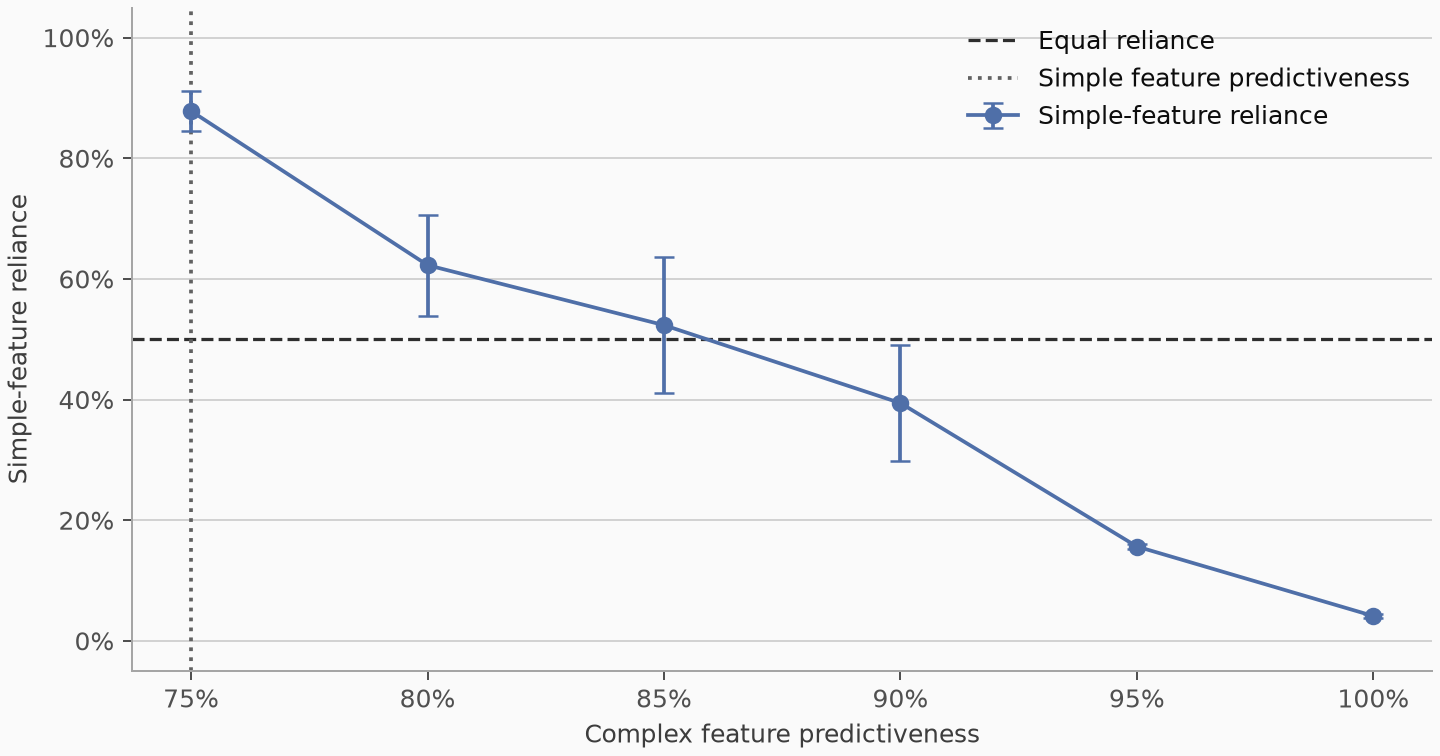 100%
80%
60%
40%
20%
0%
Simple-feature reliance
Equal reliance
Simple feature predictiveness
Simple-feature reliance
75%
80%
85%
90%
95%
100%
Complex feature predictiveness